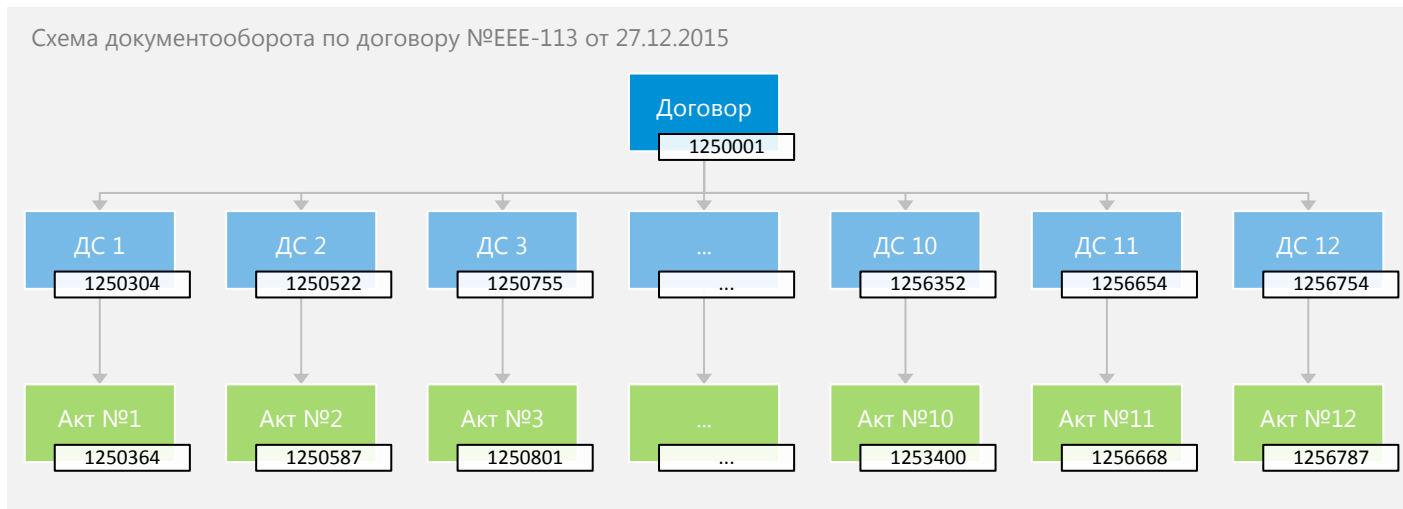 Схема документооборота по договору №ЕЕЕ-113 от 27.12.2015
Договор
1250001
ДС 1
ДС 2
ДС 3
...
ДС 10
ДС 11
ДС 12
1250304
1250522
1250755
...
1256352
1256654
1256754
Акт №1
Акт №2
Акт №3
...
Акт №10
Акт №11
Акт №12
1250364
1250587
1250801
...
1253400
1256668
1256787